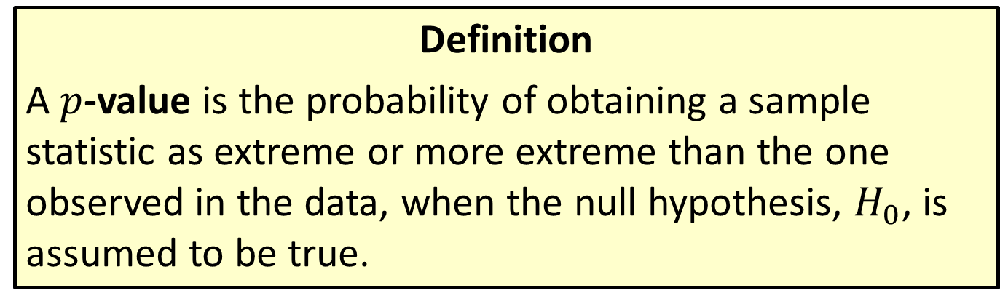 Definition
A p-value is the probability of obtaining a sample
statistic as extreme or more extreme than the one
observed in the data, when the null hypothesis, H₀, is
assumed to be true.